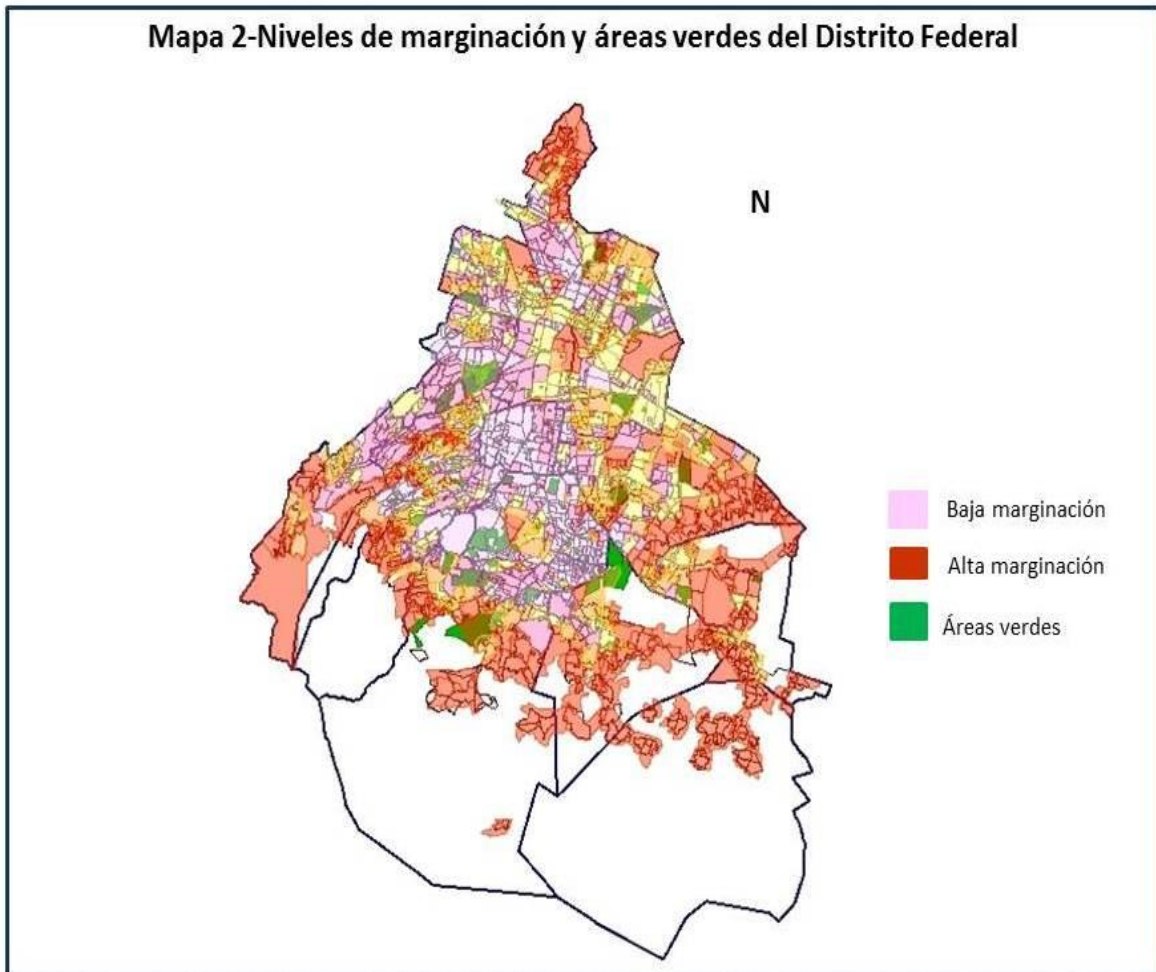 Mapa 2-Niveles de marginación y áreas verdes del Distrito Federal
N
Baja marginación
Alta marginación
Áreas verdes